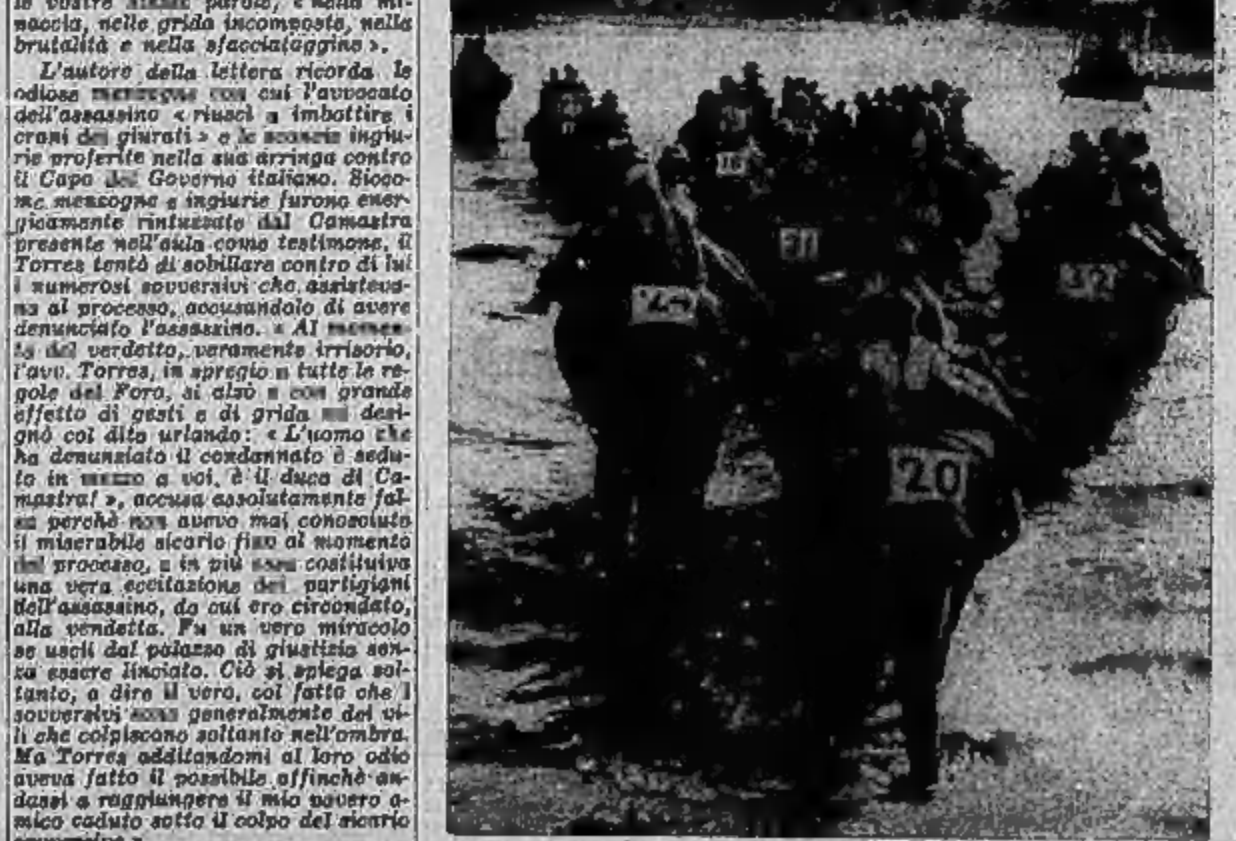 le vostre parole, « nella mi-
naccia, nelle grida incomposte, nella
brutalità e nella sfacciataggine ».
L'autore della lettera ricorda le
odiose menzogne con cui l'avvocato
dell'assassino « riuscì a imbottire i
crani dei giurati » e le sconcie ingiu-
rie proferite nella sua arringa contro
il Capo del Governo italiano. Sicco-
me menzogne e ingiurie furono ener-
gicamente rintuzzate dal Camastra
presente nell'aula come testimone, il
Torres tentò di sobillare contro di lui
i numerosi sovversivi che assisteva-
no al processo, accusandolo di avere
denunciato l'assassino. « Al momen-
to del verdetto, veramente irrisorio,
l'avv. Torres, in spregio a tutte le re-
gole del Foro, si alzò e con grande
effetto di gesti e di grida mi desi-
gnò col dito urlando: « L'uomo che
ha denunziato il condannato è sedu-
to in mezzo a voi, è il duca di Ca-
mastra! », accusa assolutamente fal-
sa perchè non avevo mai conosciuto
il miserabile sicario fino al momento
del processo, e in più essa costituiva
una vera eccitazione dei partigiani
dell'assassino, da cui ero circondato,
alla vendetta. Fu un vero miracolo
se uscii dal palazzo di giustizia sen-
za essere linciato. Ciò si spiega sol-
tanto, a dire il vero, col fatto che i
sovversivi sono generalmente dei vi-
li che colpiscono soltanto nell'ombra.
Ma Torres additandomi al loro odio
aveva fatto il possibile affinchè an-
dassi a raggiungere il mio povero a-
mico caduto sotto il colpo del sicario
20